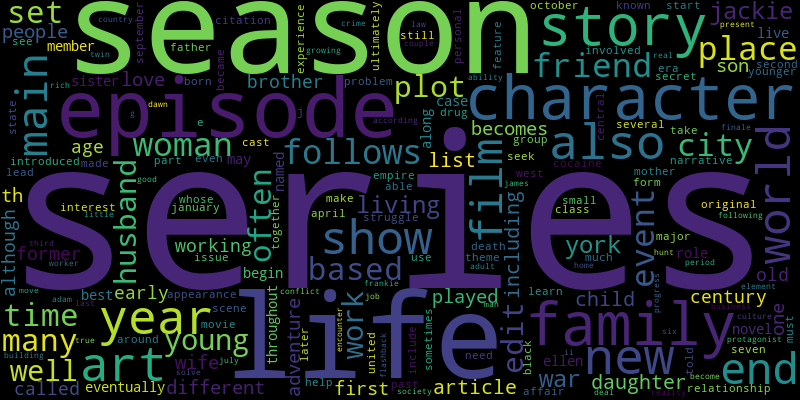 set
season
october
known
start
jackie
story
people
september
country
citation
father
experience
ultimately
still
crime
growing
personal
law
couple
feature
present
place
live
see
member
twin
became
friend
involved
real
era
second
main
sister
love
born
brother
problem
plot
son
secret
younger
state
rich
episode
dawn
according
case
drug
character
central
finale
age
woman
cast
along
becomes
group
several
take
city
ability
introduced
made
part
even
may
named
follows
list
film
seek
also
narrative
lead
husband
often
empire
able
west
cocaine
mother
form
world
th
interest
little
good
whose
january
together
make
april
living
struggle
james
small
class
original
following
series
although
former
third
worker
working
issue
show
death
theme
adult
including
york
much
home
event
major
hunt
role
period
move
adam
last
begin
based
use
learn
old
element
best
early
appearance
throughout
conflict
frankie
job
played
man
child
progress
century
time
year
scene
movie
adventure
later
encounter
work
flashback
united
include
sometimes
life
edit
family
six
novel
culture
protagonist
one
must
many
true
around
young
july
need
black
new
told
seven
building
well
art
solve
wife
help
past
society
ellen
ii
war
daughter
become
reality
end
called
eventually
different
first
article
affair
deal
relationship